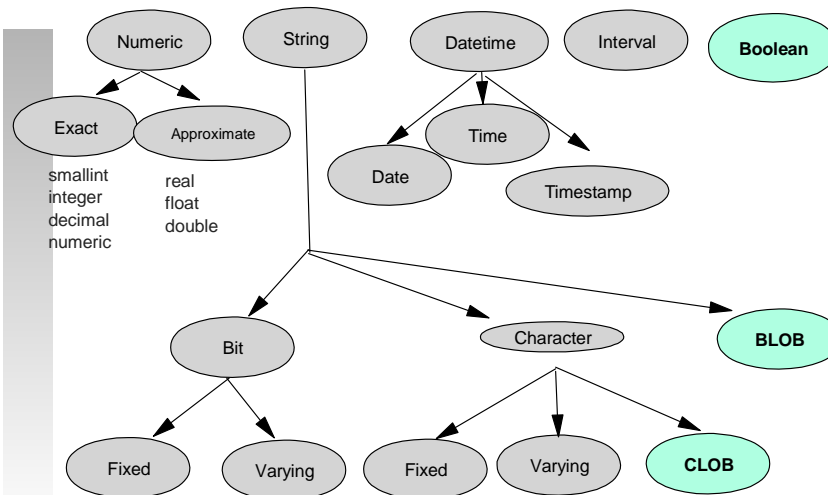 Numeric
String
Datetime
Interval
Boolean
Exact
Approximate
Time
Date
Timestamp
smallint
integer
decimal
numeric
real
float
double
Bit
Character
BLOB
Fixed
Varying
Fixed
Varying
CLOB